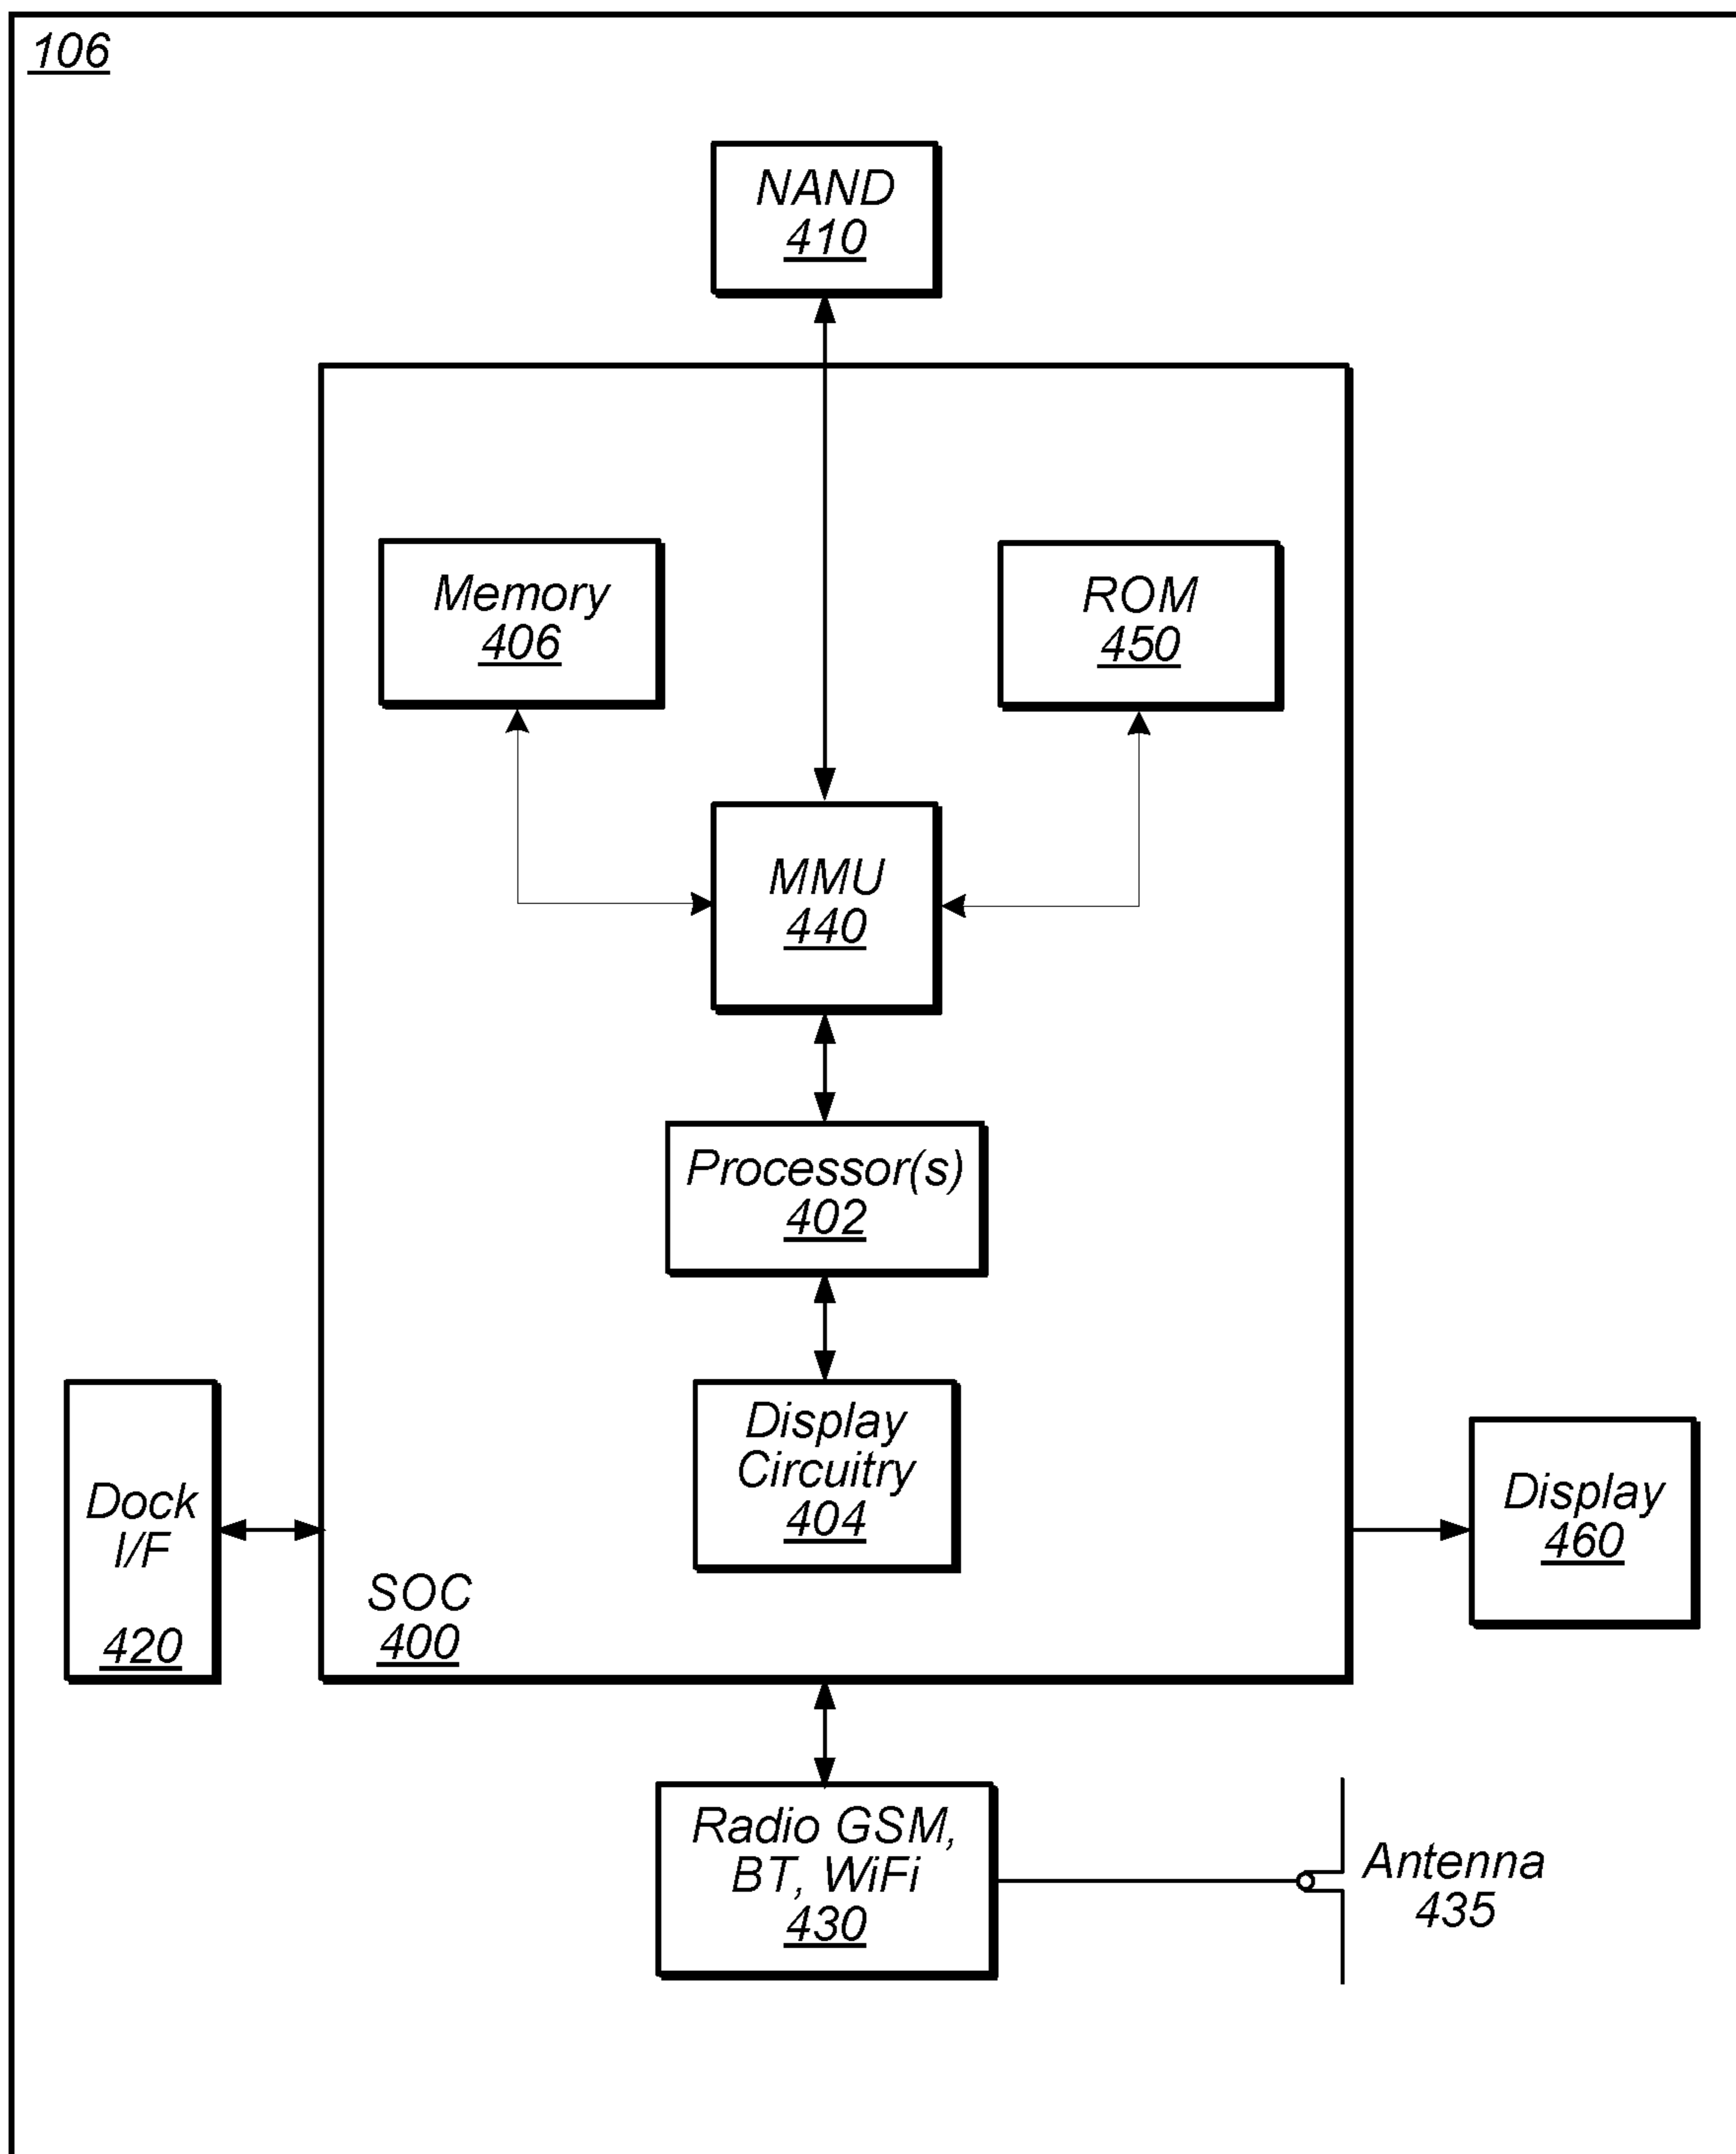 106
NAND
410
Memory
406
ROM
450
MMU
440
Processor(s)
402
Display
Circuitry
404
Dock
I/F
420
SOC
400
Display
460
Radio GSM,
BT, WiFi
430
Antenna
435